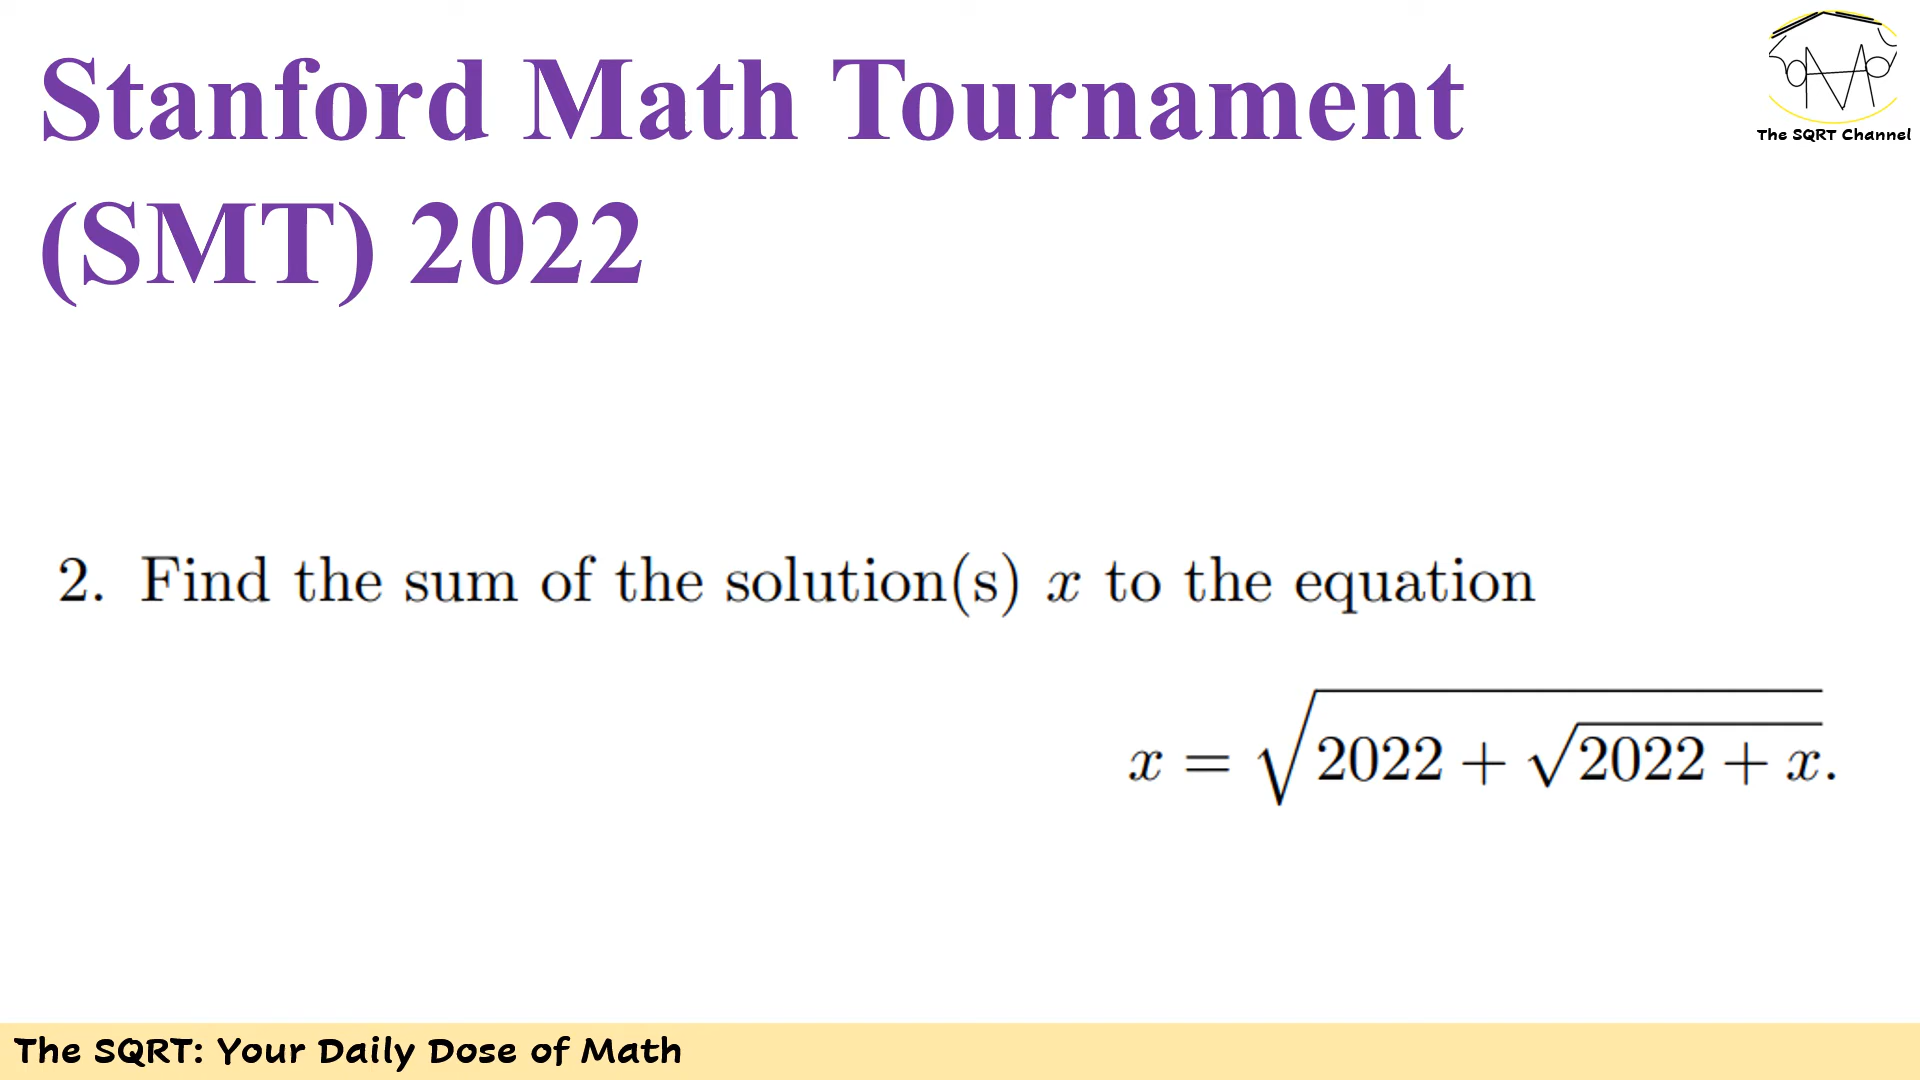 Stanford Math Tournament
(SMT) 2022
The SQRT Channel
2. Find the sum of the solution(s) x to the equation
x = √(2022 + √(2022 + x)).
The SQRT: Your Daily Dose of Math